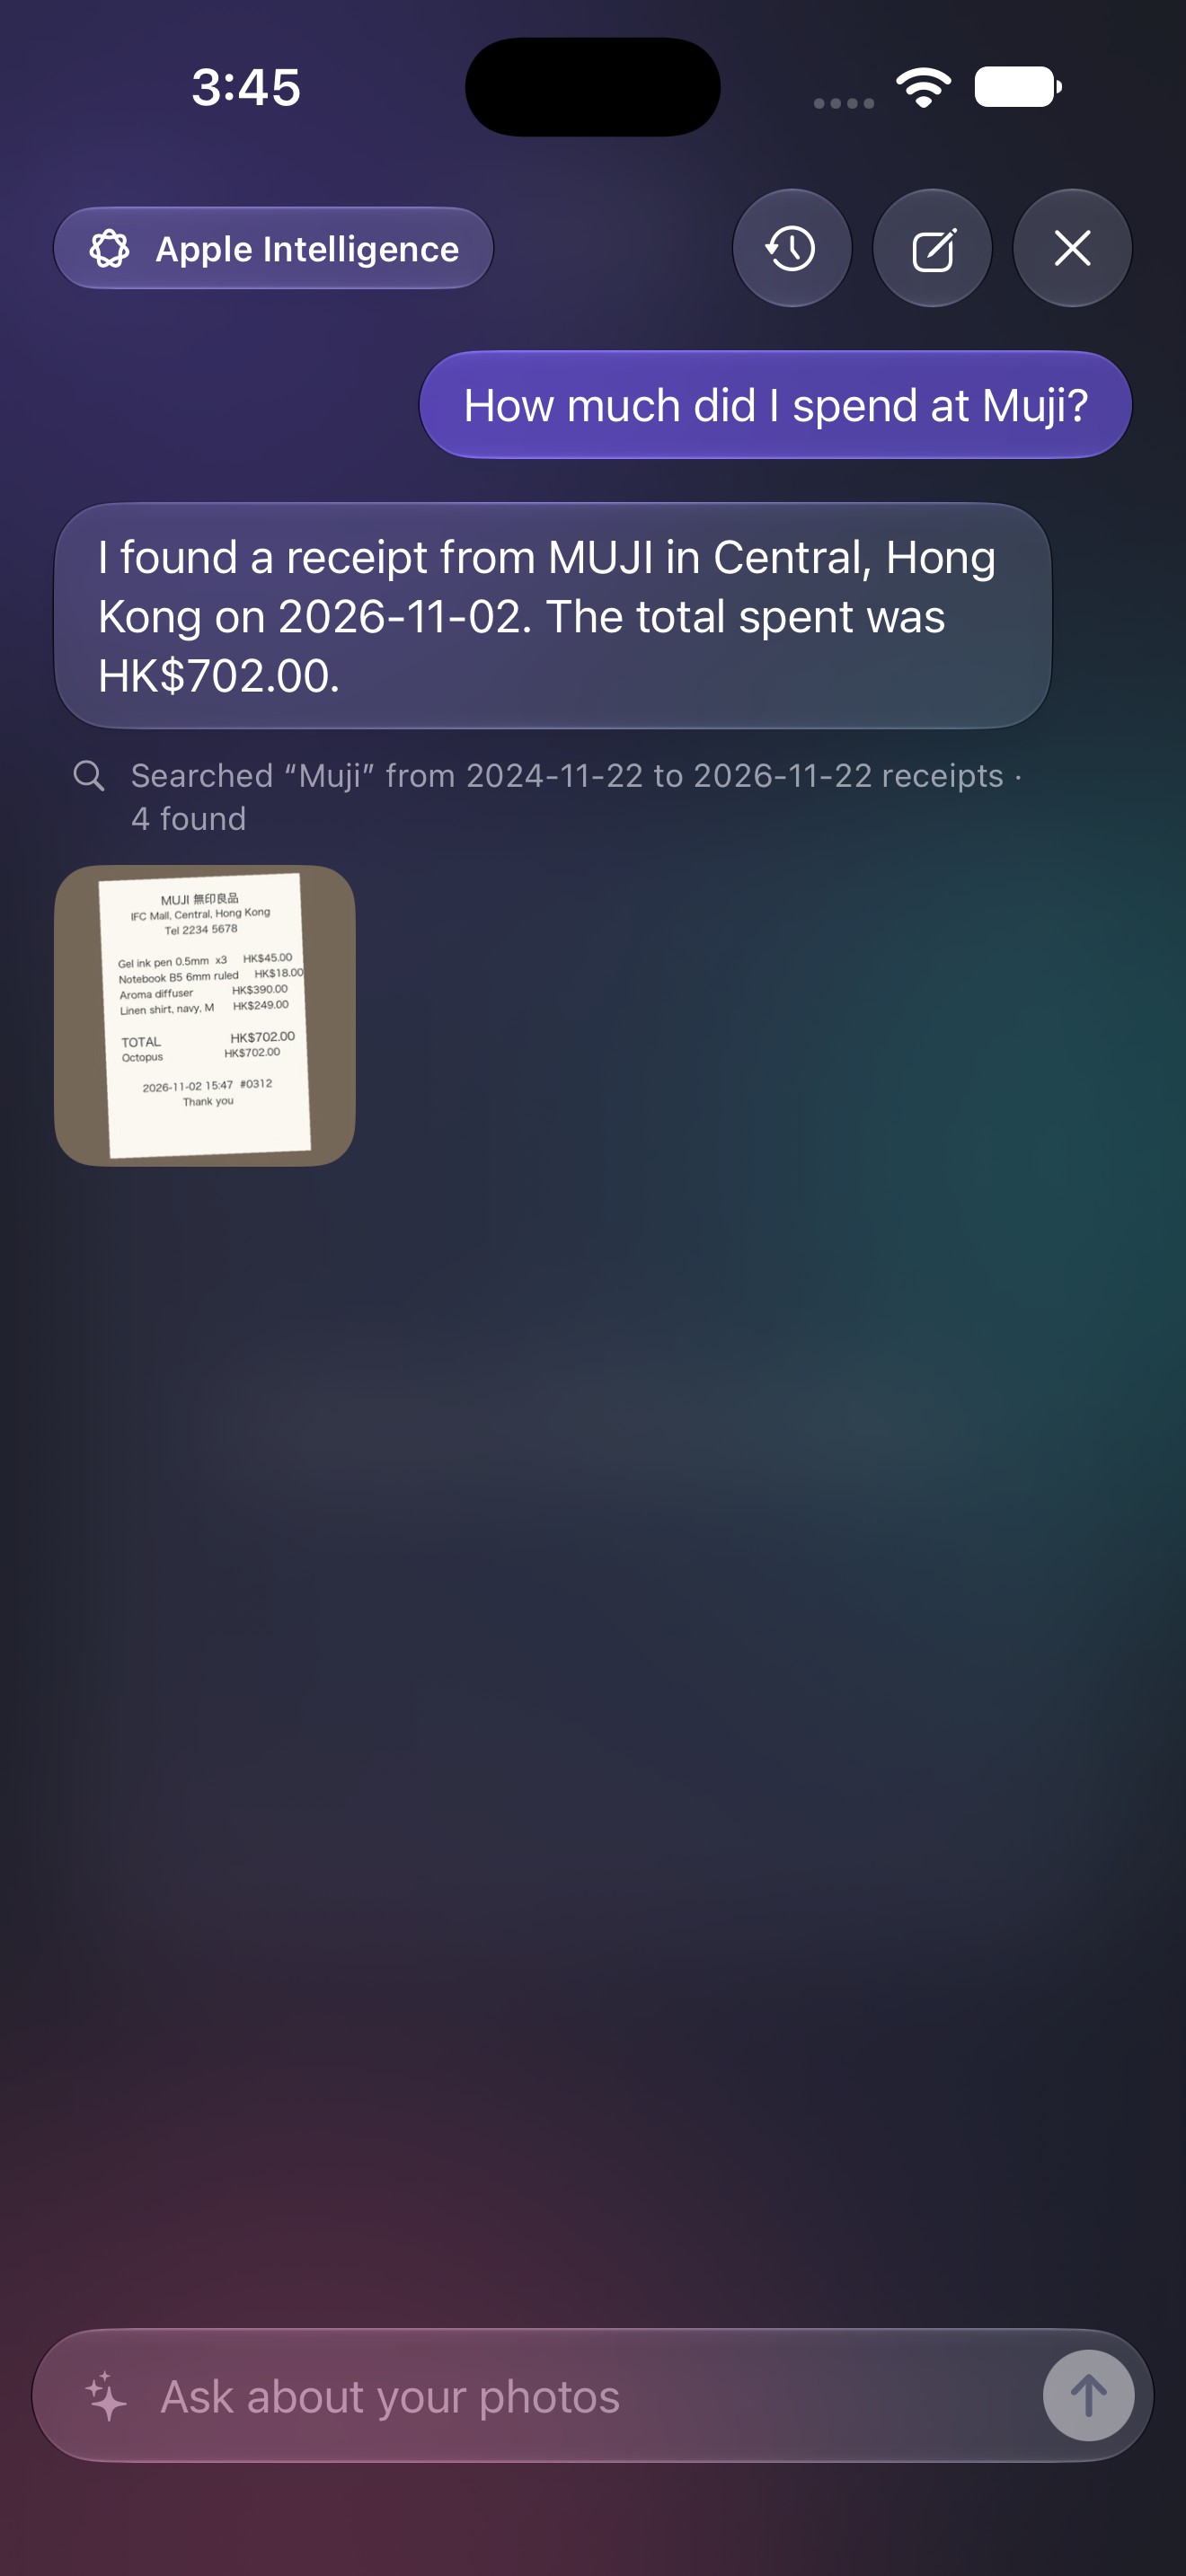 3:45
Apple Intelligence
How much did I spend at Muji?
I found a receipt from MUJI in Central, Hong
Kong on 2026-11-02. The total spent was
HK$702.00.
Searched “Muji” from 2024-11-22 to 2026-11-22 receipts ·
4 found
MUJI 無印良品
IFC Mall, Central, Hong Kong
Tel 2234 5678
Gel ink pen 0.5mm x3 HK$45.00
Notebook B5 6mm ruled HK$18.00
Aroma diffuser HK$390.00
Linen shirt, navy, M HK$249.00
TOTAL HK$702.00
Octopus HK$702.00
2026-11-02 15:47 #0312
Thank you
Ask about your photos